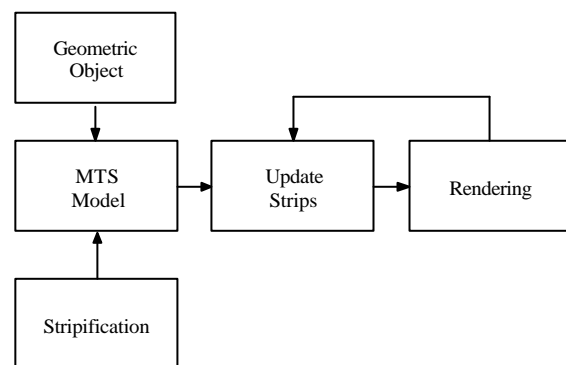 Geometric
Object
MTS
Model
Update
Strips
Rendering
Stripification